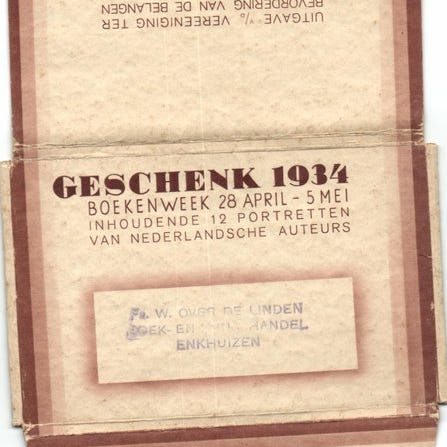 UITGAVE V/D VEREENIGING TER
BEVORDERING VAN DE BELANGEN
GESCHENK 1934
BOEKENWEEK 28 APRIL - 5 MEI
INHOUDENDE 12 PORTRETTEN
VAN NEDERLANDSCHE AUTEURS
Fa. W. OVER DE LINDEN
BOEK- EN HANDEL
ENKHUIZEN